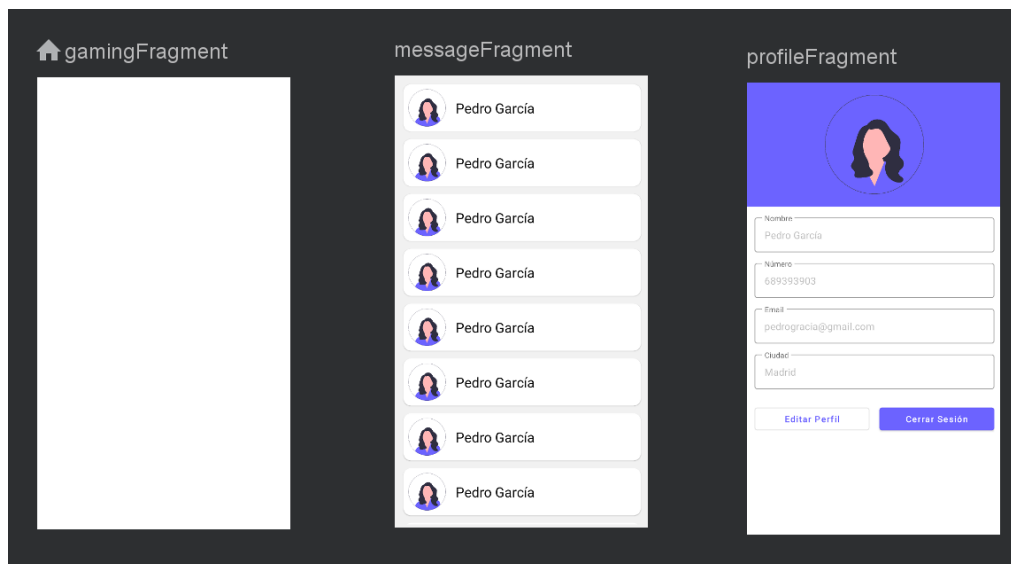 gamingFragment
messageFragment
Pedro García
Pedro García
Pedro García
Pedro García
Pedro García
Pedro García
Pedro García
Pedro García
profileFragment
Nombre
Pedro García
Número
689393903
Email
pedrogracia@gmail.com
Ciudad
Madrid
Editar Perfil
Cerrar Sesión